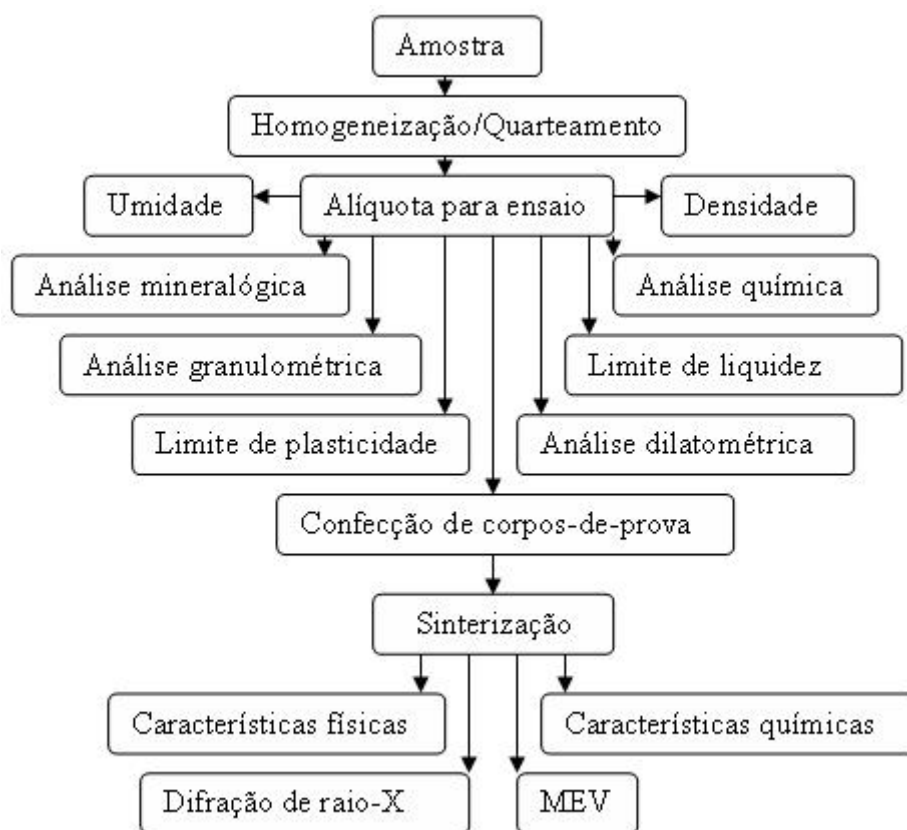 Amostra
Homogeneização/Quarteamento
Umidade
Alíquota para ensaio
Densidade
Análise mineralógica
Análise química
Análise granulométrica
Limite de liquidez
Limite de plasticidade
Análise dilatométrica
Confecção de corpos-de-prova
Sinterização
Características físicas
Características químicas
Difração de raio-X
MEV